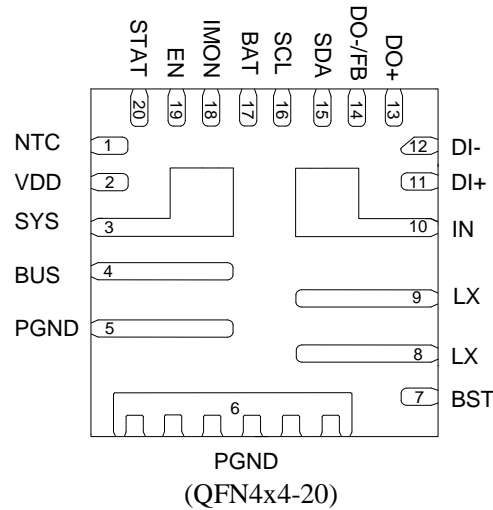 STAT EN IMON BAT SCL SDA DO-/FB DO+
20 19 18 17 16 15 14 13
NTC 1 12 DI-
VDD 2 11 DI+
SYS 3 10 IN
BUS 4
9 LX
PGND 5
8 LX
7 BST
6
PGND
(QFN4x4-20)